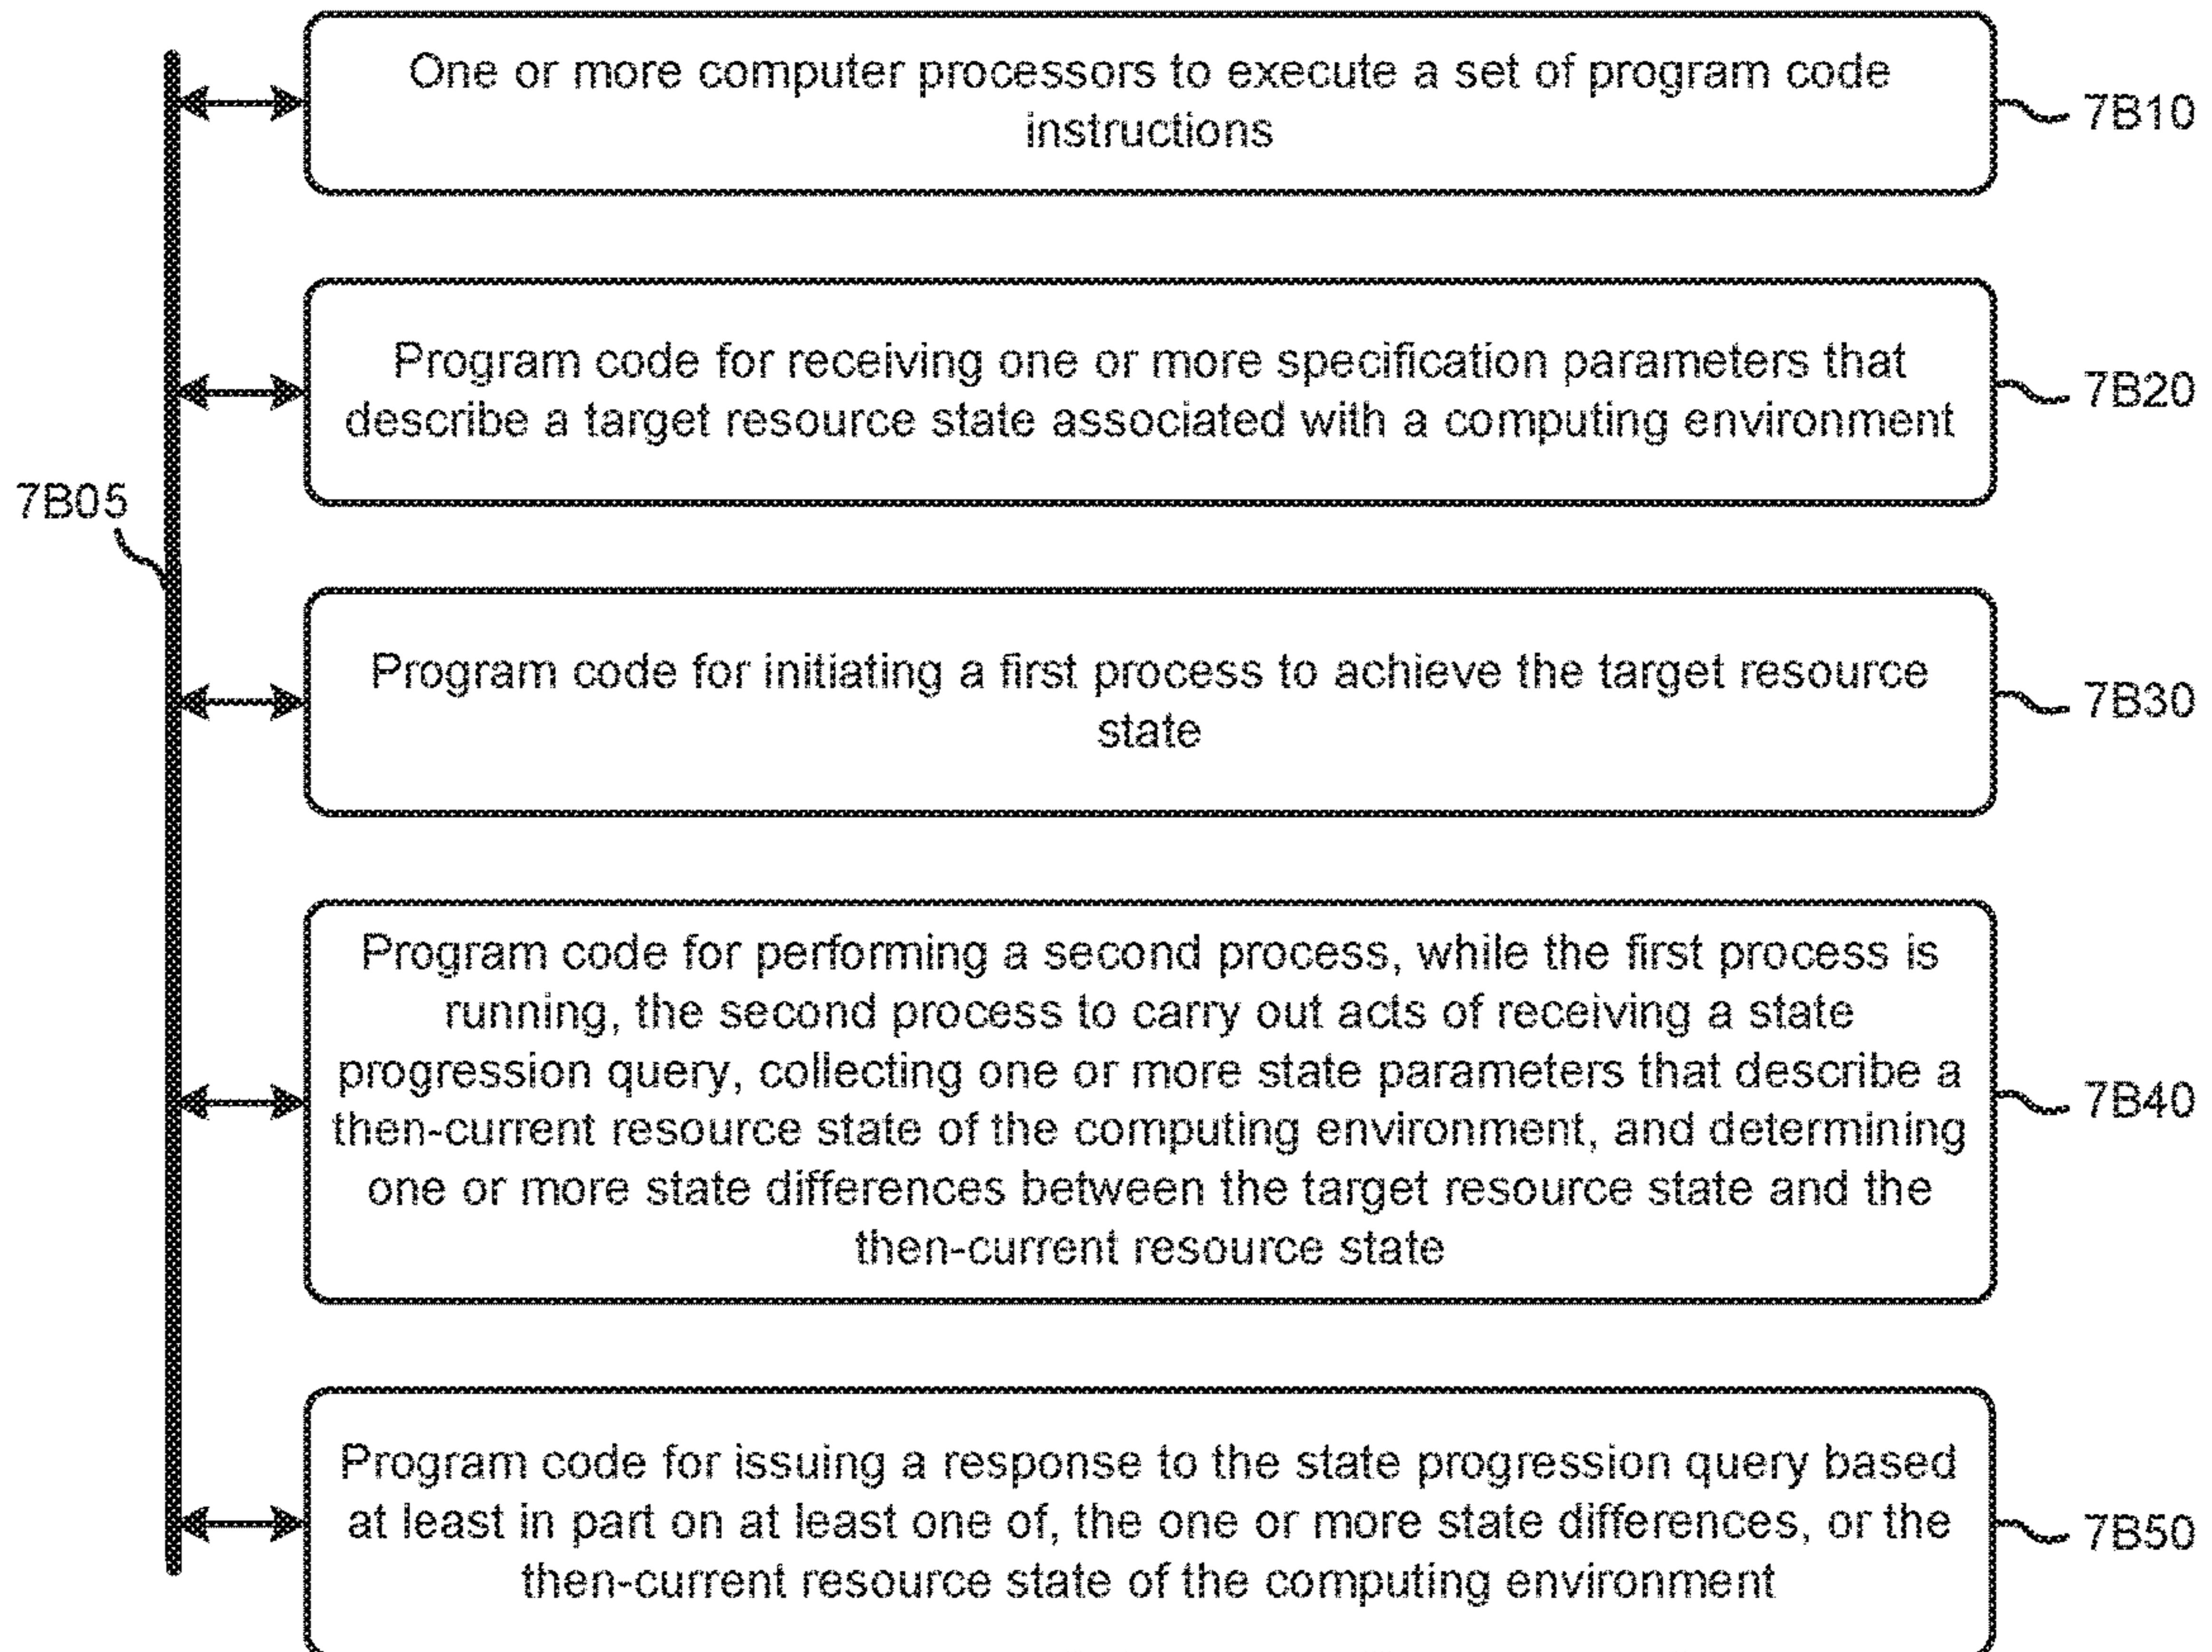 One or more computer processors to execute a set of program code
instructions
7B10
Program code for receiving one or more specification parameters that
describe a target resource state associated with a computing environment
7B20
7B05
Program code for initiating a first process to achieve the target resource
state
7B30
Program code for performing a second process, while the first process is
running, the second process to carry out acts of receiving a state
progression query, collecting one or more state parameters that describe a
then-current resource state of the computing environment, and determining
one or more state differences between the target resource state and the
then-current resource state
7B40
Program code for issuing a response to the state progression query based
at least in part on at least one of, the one or more state differences, or the
then-current resource state of the computing environment
7B50